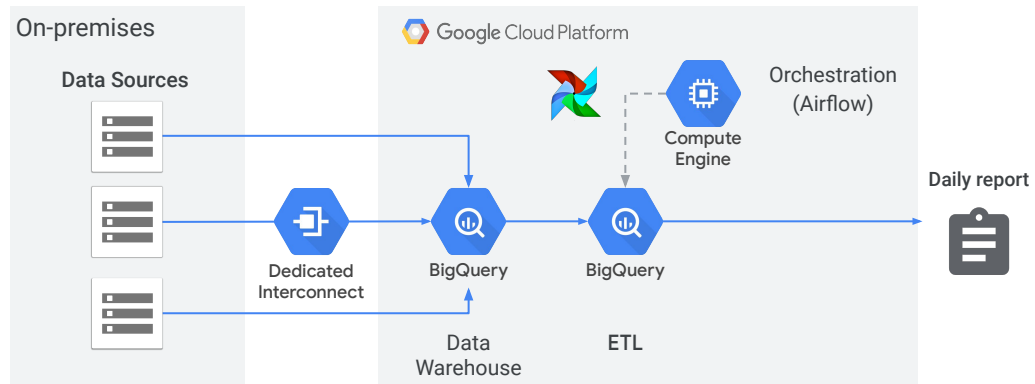 On-premises
Google Cloud Platform
Data Sources
Orchestration
(Airflow)
Compute
Engine
Daily report
Dedicated
Interconnect
BigQuery
BigQuery
Data
Warehouse
ETL